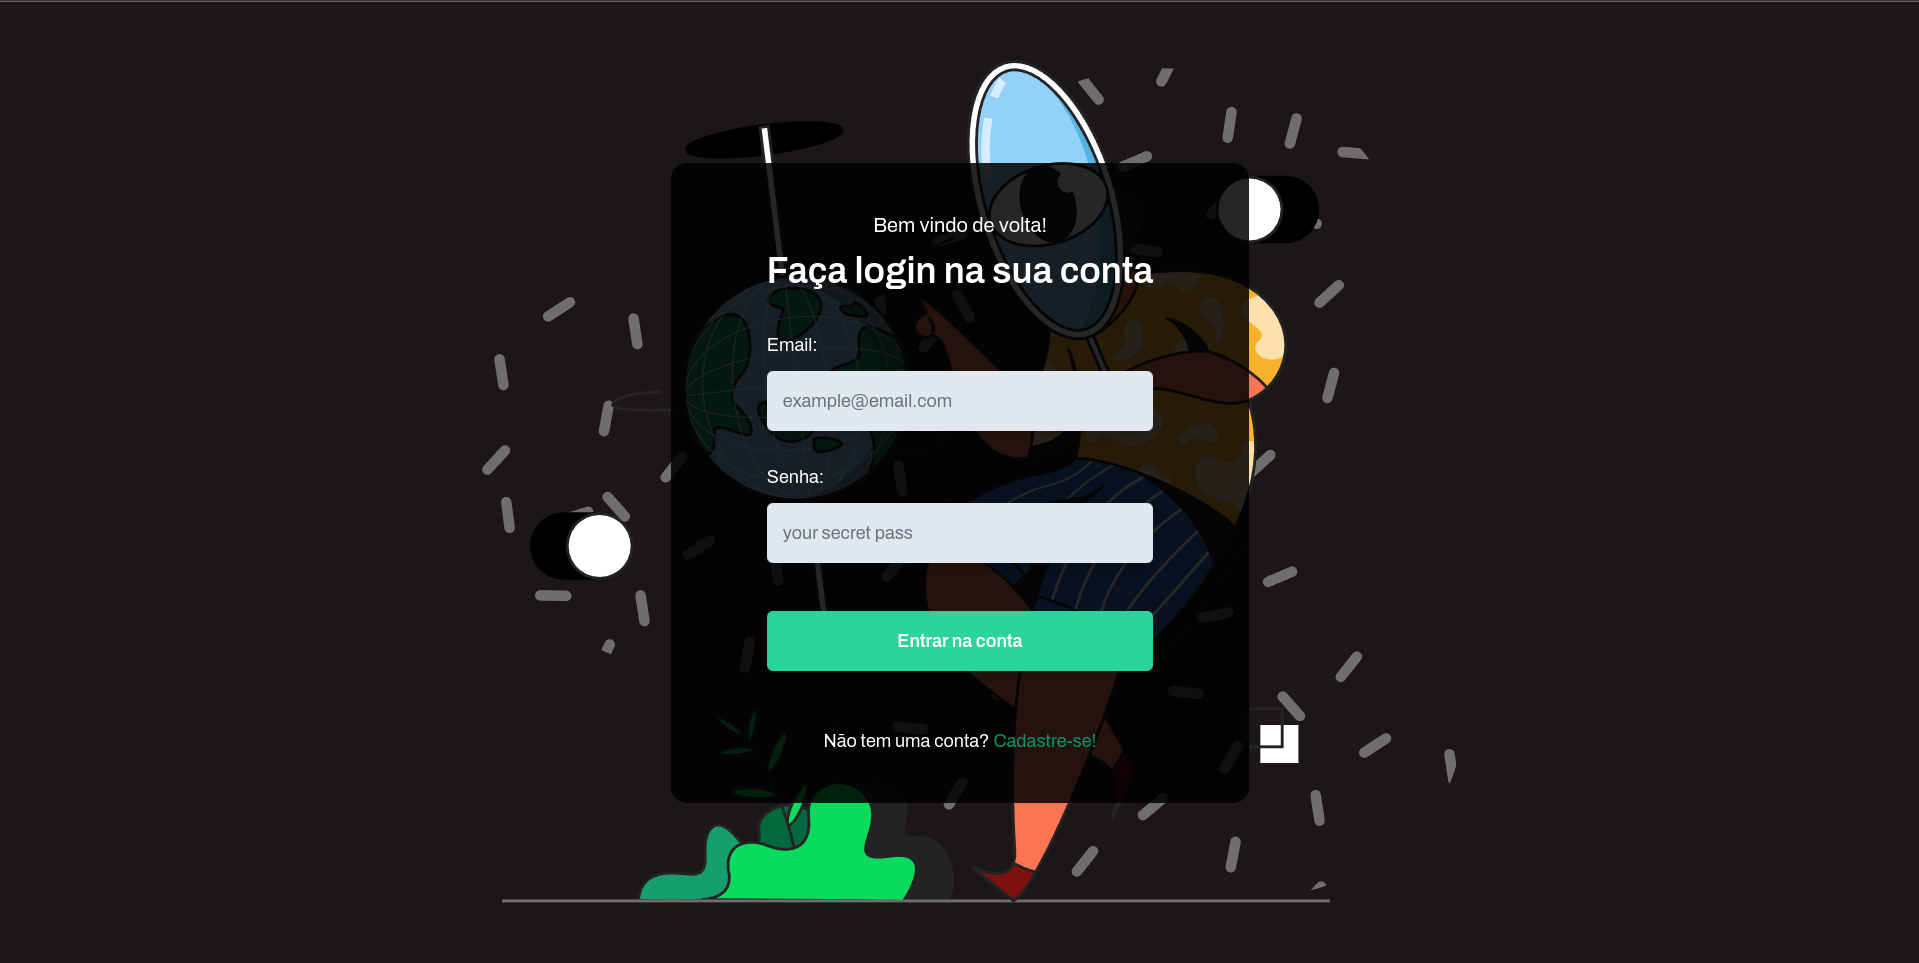 Bem vindo de volta!
Faça login na sua conta
Email:
example@email.com
Senha:
your secret pass
Entrar na conta
Não tem uma conta? Cadastre-se!